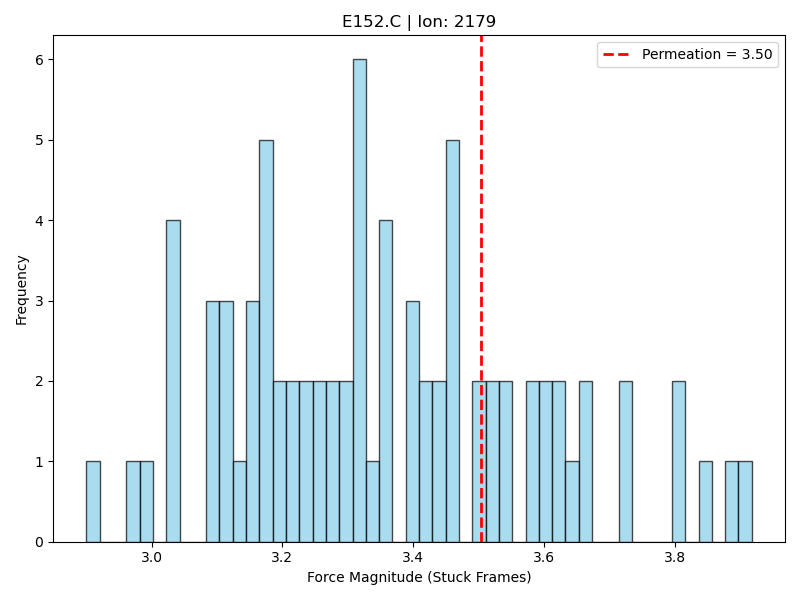 E152.C | Ion: 2179
Permeation = 3.50
6
5
4
3
2
1
0
Frequency
3.0 3.2 3.4 3.6 3.8
Force Magnitude (Stuck Frames)